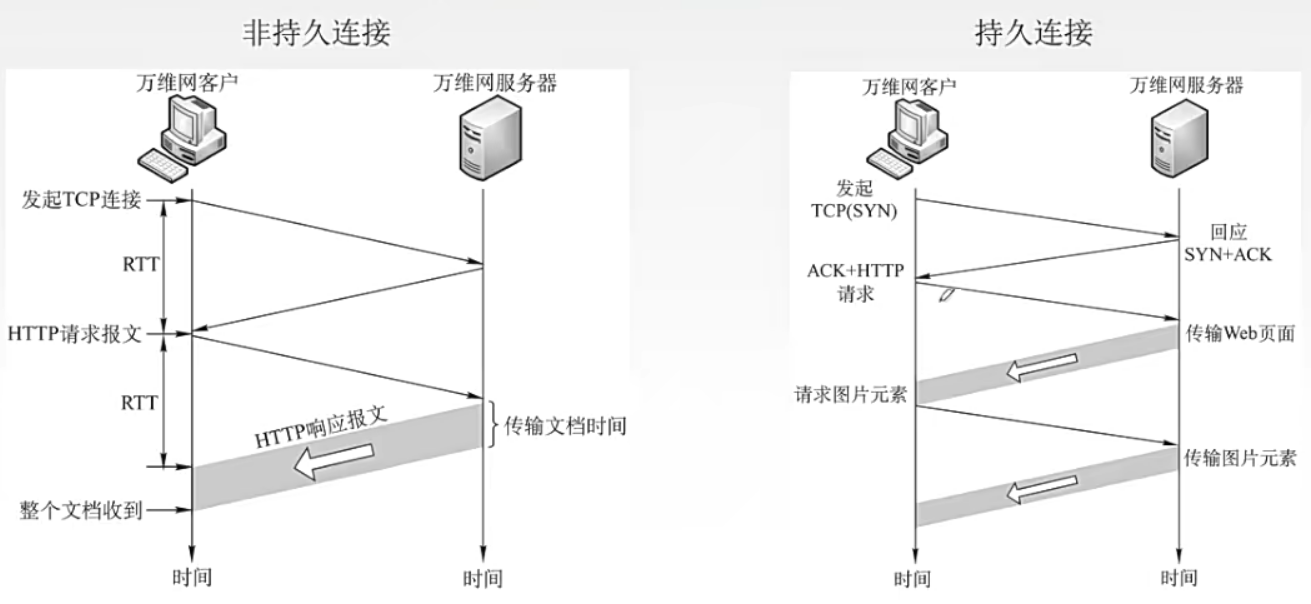 非持久连接
万维网客户
万维网服务器
发起TCP连接
RTT
HTTP请求报文
RTT
HTTP响应报文
传输文档时间
整个文档收到
时间
时间
持久连接
万维网客户
万维网服务器
发起
TCP(SYN)
回应
SYN+ACK
ACK+HTTP
请求
传输Web页面
请求图片元素
传输图片元素
时间
时间